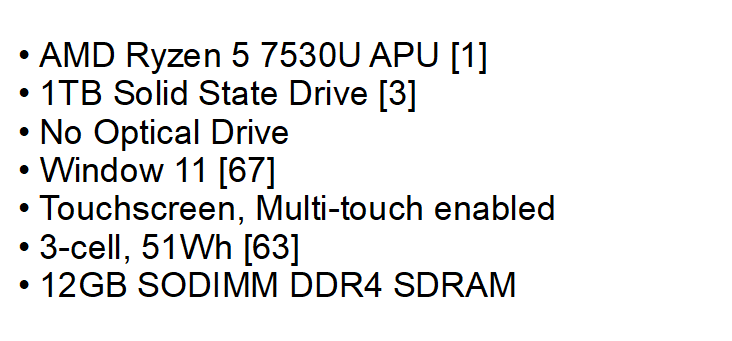 • AMD Ryzen 5 7530U APU [1]
• 1TB Solid State Drive [3]
• No Optical Drive
• Window 11 [67]
• Touchscreen, Multi-touch enabled
• 3-cell, 51Wh [63]
• 12GB SODIMM DDR4 SDRAM